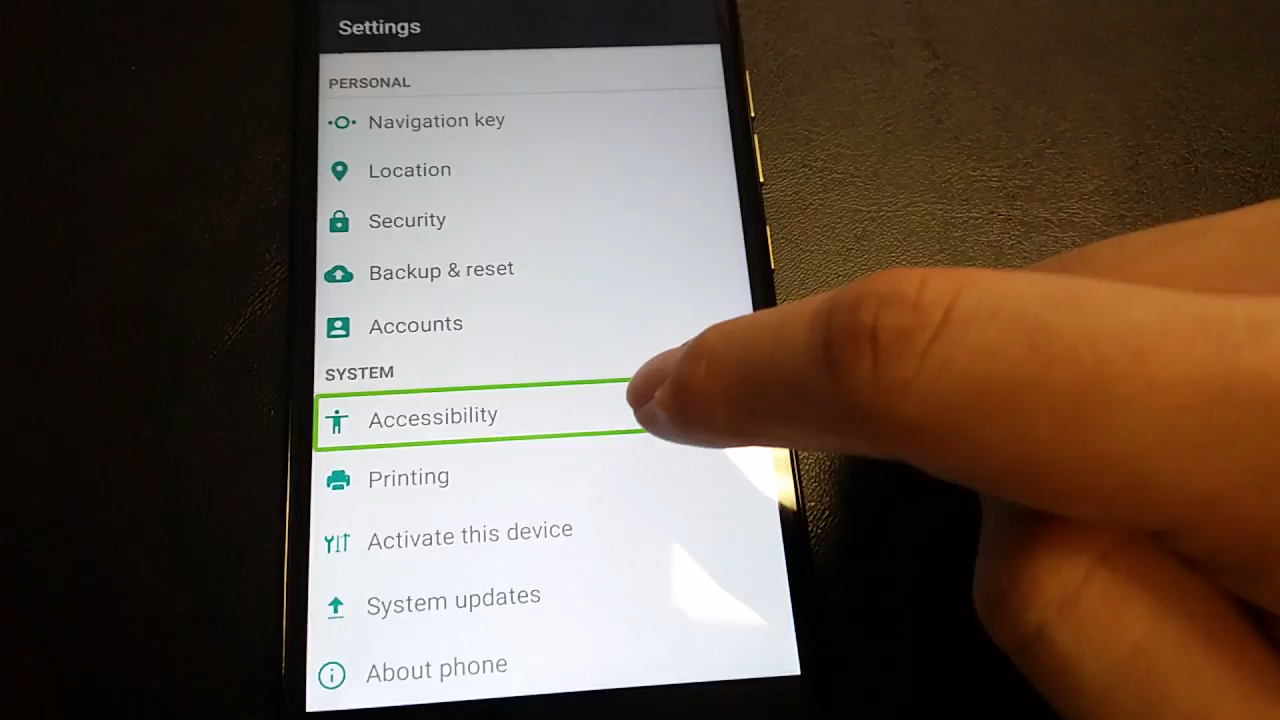 Settings
PERSONAL
Navigation key
Location
Security
Backup & reset
Accounts
SYSTEM
Accessibility
Printing
Activate this device
System updates
About phone